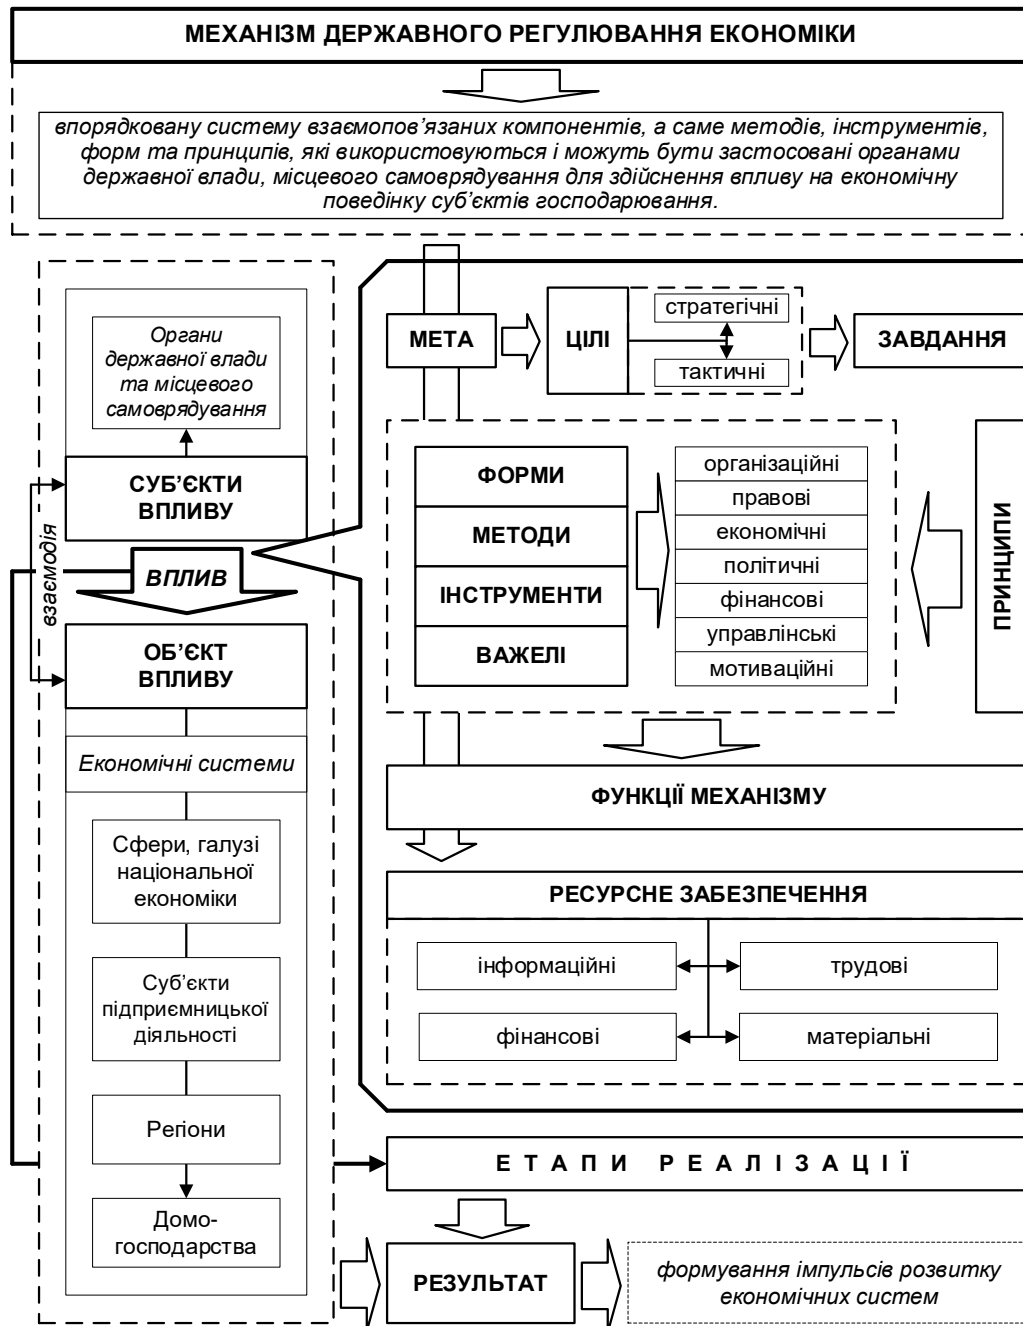 МЕХАНІЗМ ДЕРЖАВНОГО РЕГУЛЮВАННЯ ЕКОНОМІКИ
впорядковану систему взаємопов’язаних компонентів, а саме методів, інструментів,
форм та принципів, які використовуються і можуть бути застосовані органами
державної влади, місцевого самоврядування для здійснення впливу на економічну
поведінку суб’єктів господарювання.
Органи
державної влади
та місцевого
самоврядування
СУБ’ЄКТИ
ВПЛИВУ
взаємодія
ВПЛИВ
ОБ’ЄКТ
ВПЛИВУ
Економічні системи
Сфери, галузі
національної
економіки
Суб’єкти
підприємницької
діяльності
Регіони
Домо-
господарства
МЕТА
ЦІЛІ
стратегічні
тактичні
ЗАВДАННЯ
ФОРМИ
МЕТОДИ
ІНСТРУМЕНТИ
ВАЖЕЛІ
організаційні
правові
економічні
політичні
фінансові
управлінські
мотиваційні
ПРИНЦИПИ
ФУНКЦІЇ МЕХАНІЗМУ
РЕСУРСНЕ ЗАБЕЗПЕЧЕННЯ
інформаційні
трудові
фінансові
матеріальні
ЕТАПИ РЕАЛІЗАЦІЇ
РЕЗУЛЬТАТ
формування імпульсів розвитку
економічних систем